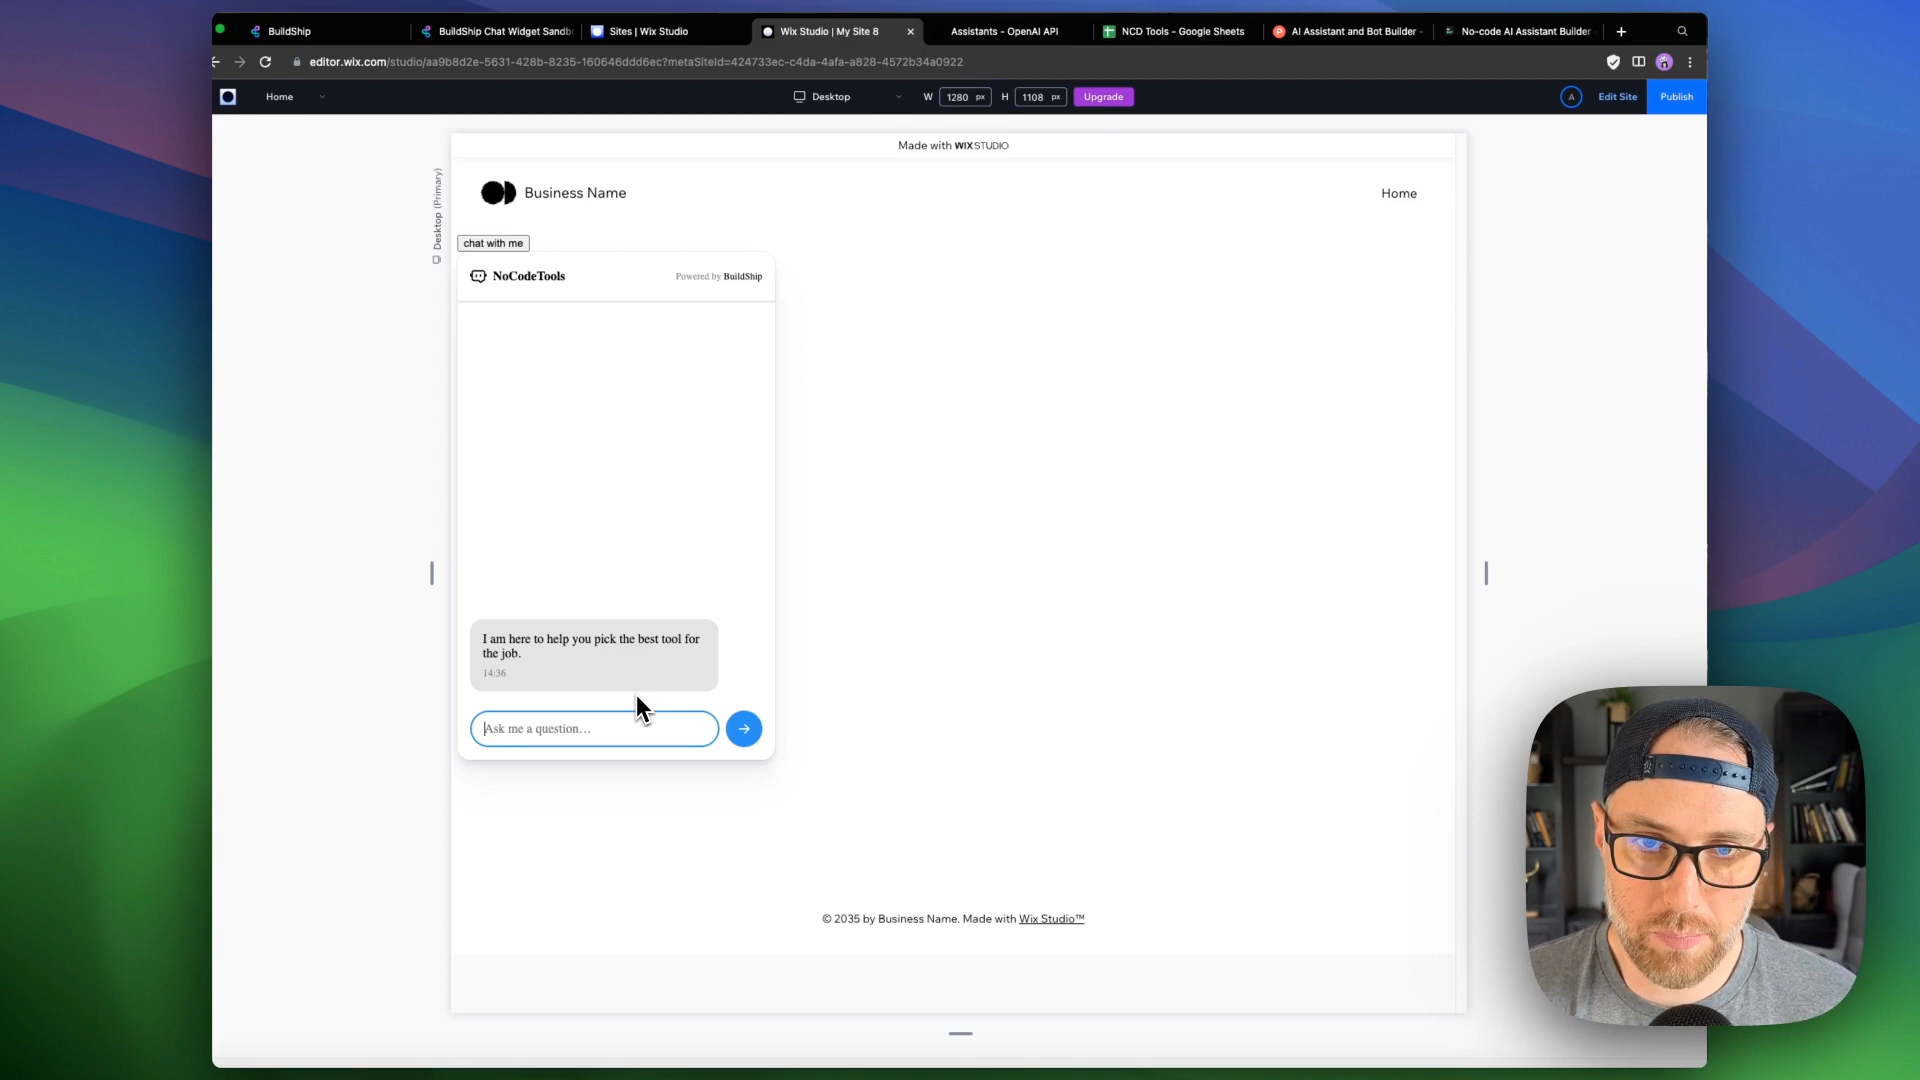 BuildShip
BuildShip Chat Widget Sandb
Sites | Wix Studio
Wix Studio | My Site 8
Assistants - OpenAI API
NCD Tools - Google Sheets
AI Assistant and Bot Builder -
No-code AI Assistant Builder
editor.wix.com/studio/aa9b8d2e-5631-428b-8235-160646ddd6ec?metaSiteId=424733ec-c4da-4afa-a828-4572b34a0922
Home
Desktop
W 1280 px
H 1108 px
Upgrade
A
Edit Site
Publish
Made with WIX STUDIO
Desktop (Primary)
Business Name
Home
chat with me
NoCodeTools
Powered by BuildShip
I am here to help you pick the best tool for
the job.
14:36
Ask me a question...
© 2035 by Business Name. Made with Wix Studio™